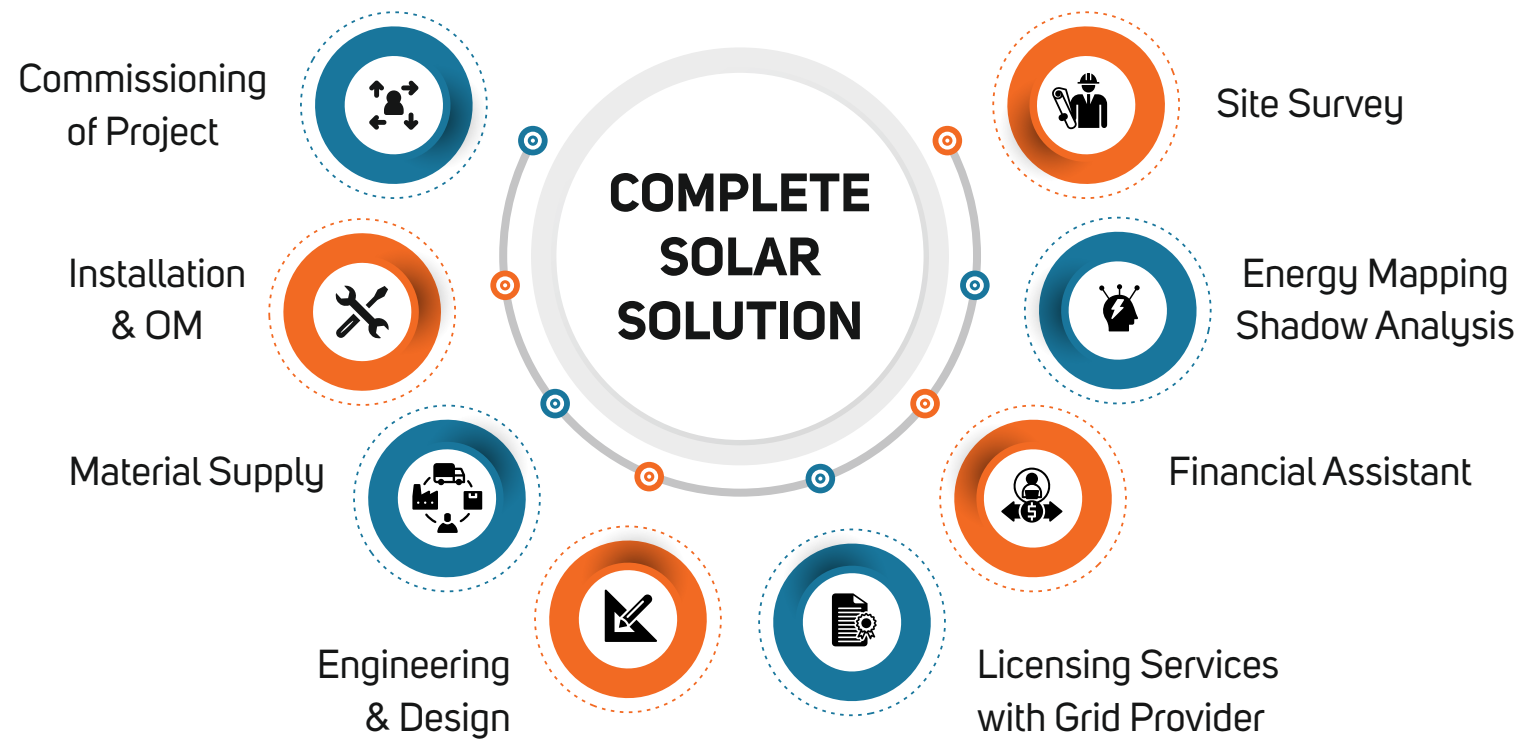 COMPLETE
SOLAR
SOLUTION
Site Survey
Energy Mapping
Shadow Analysis
Financial Assistant
Licensing Services
with Grid Provider
Engineering
& Design
Material Supply
Installation
& OM
Commissioning
of Project